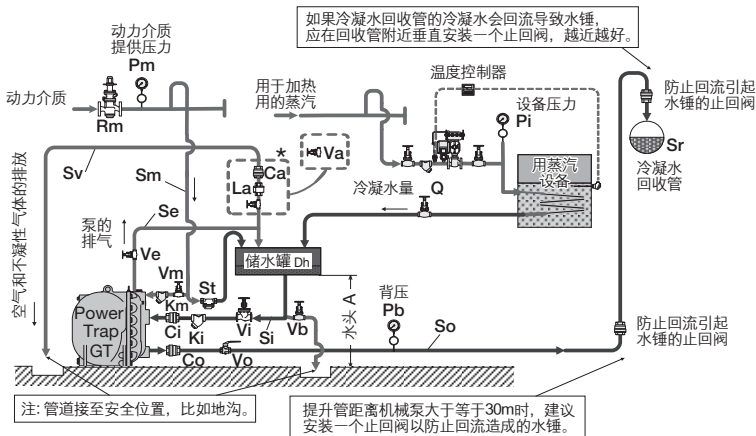 如果冷凝水回收管的冷凝水会回流导致水锤，
应在回收管附近垂直安装一个止回阀，越近越好。
动力介质
提供压力
Pm
动力介质
Rm
用于加热
用的蒸汽
温度控制器
设备压力
Pi
防止回流引起
水锤的止回阀
Sr
冷凝水
回收管
Sv
Sm
*
Ca
La
Va
用蒸汽
设备
冷凝水量 Q
空气和不凝性气体的排放
泵的
排气
Se
Ve
Vm
Km
St
储水罐 Dh
水头 A
背压
Pb
So
Power
Trap
GT
Ci
Ki
Vi
Si
Vb
Co
Vo
防止回流引起
水锤的止回阀
注: 管道接至安全位置，比如地沟。
提升管距离机械泵大于等于30m时，建议
安装一个止回阀以防止回流造成的水锤。